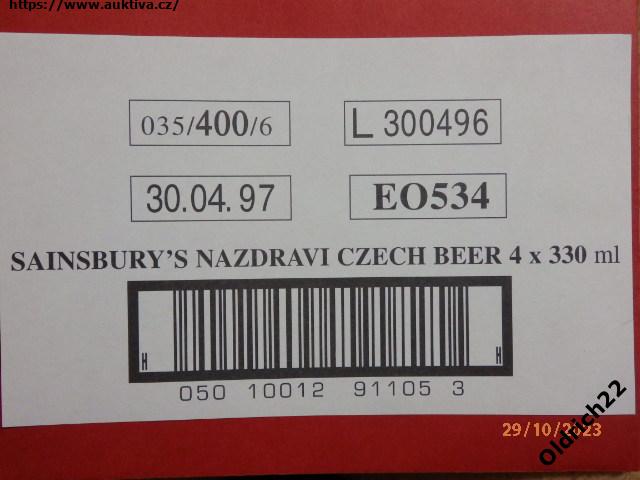 https://www.auktiva.cz/
035/400/6
L 300496
30.04.97
EO534
SAINSBURY'S NAZDRAVI CZECH BEER 4 x 330 ml
H
H
050 10012 91105 3
29/10/2023
Oldrich22